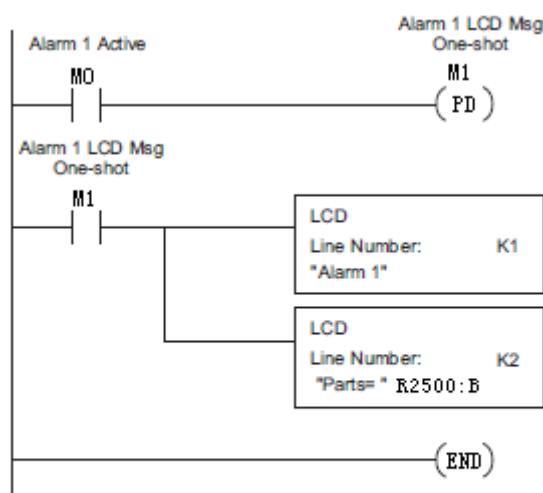 Alarm 1 LCD Msg
One-shot
Alarm 1 Active
M0
M1
(PD)
Alarm 1 LCD Msg
One-shot
M1
LCD
Line Number: K1
"Alarm 1"
LCD
Line Number: K2
"Parts= " R2500:B
(END)